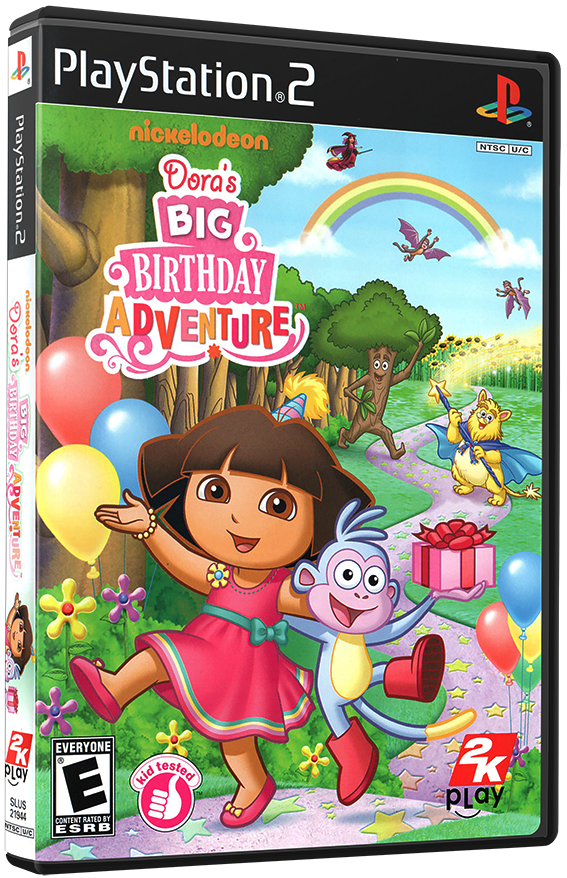 PlayStation®2
NTSC U/C
nickelodeon
Dora's
BIG
BIRTHDAY
ADVENTURE™
EVERYONE
E
CONTENT RATED BY
ESRB
kid tested
2K
pLay
PlayStation®2
nickelodeon
Dora's
BIG
BIRTHDAY
ADVENTURE
2K
pLay
SLUS
21944
NTSC U/C